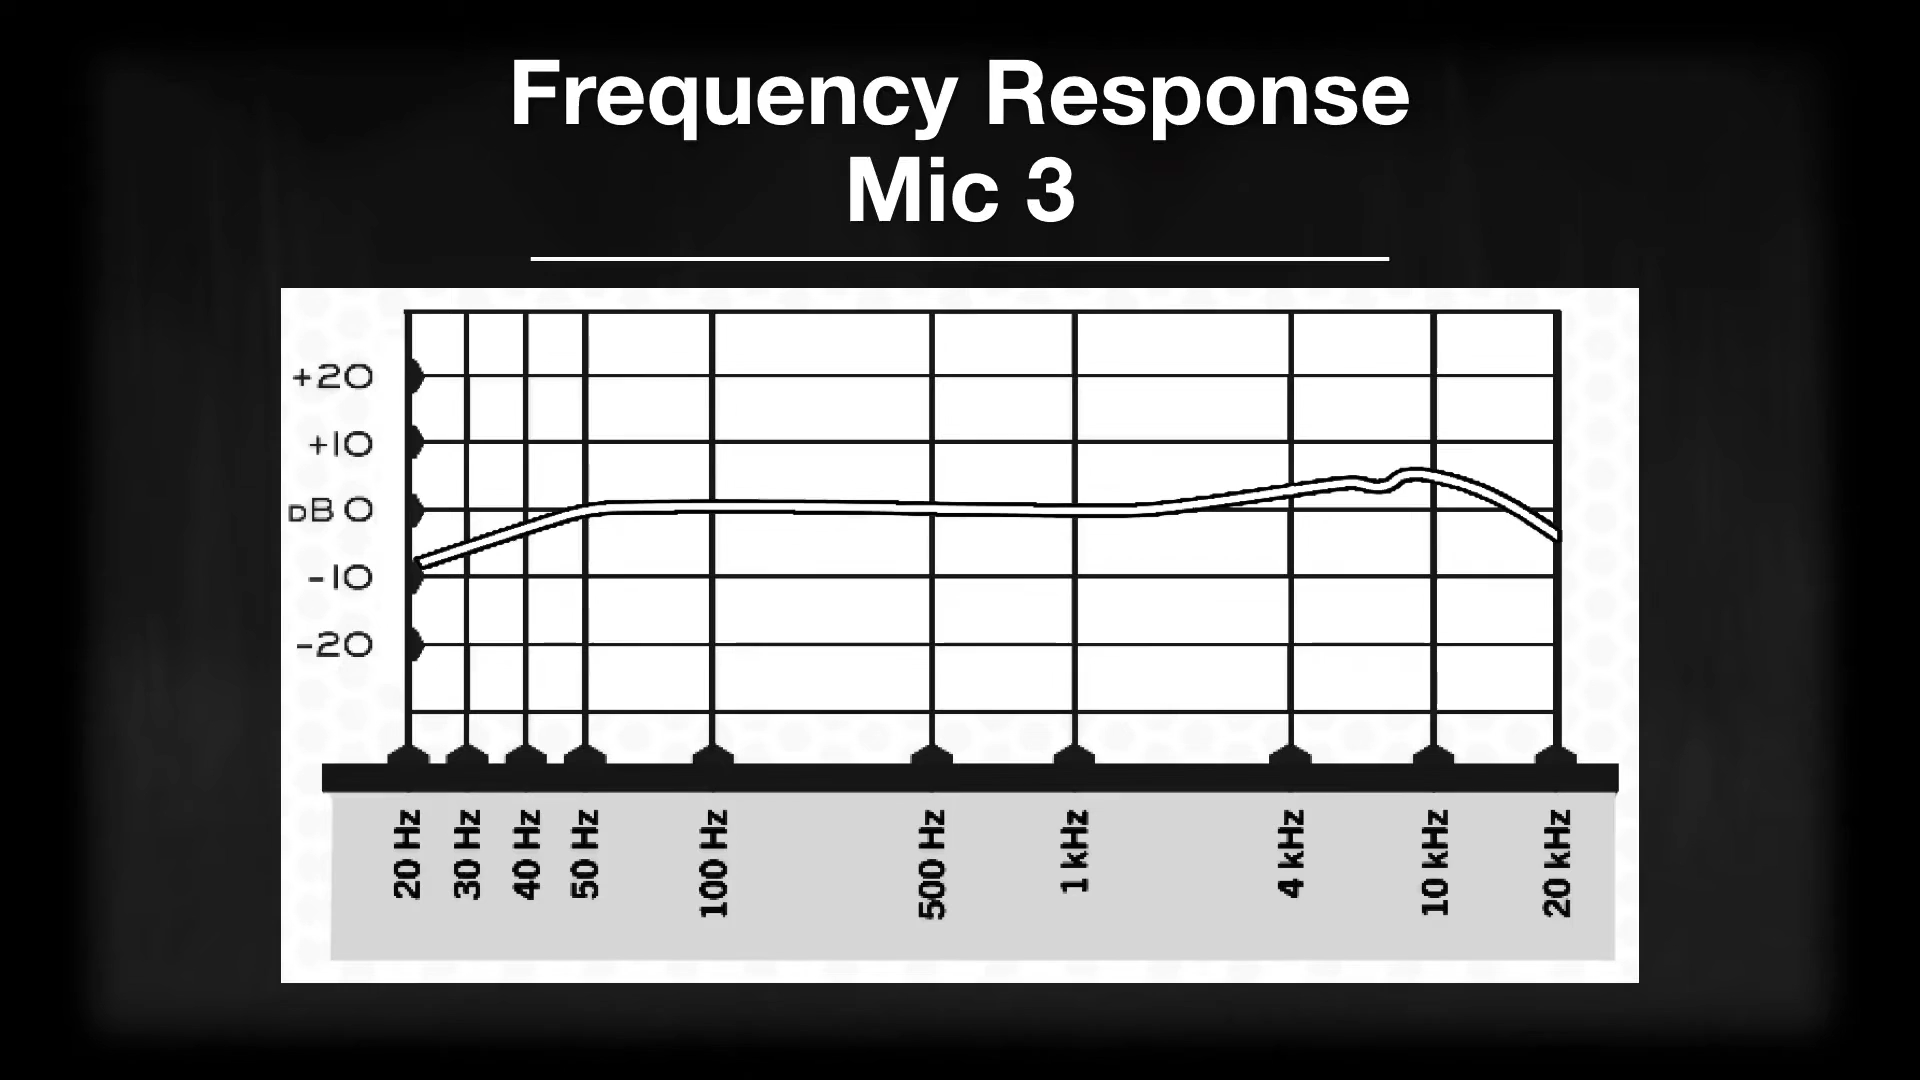 Frequency Response
Mic 3
+20
+10
DB 0
-10
-20
20 Hz
30 Hz
40 Hz
50 Hz
100 Hz
500 Hz
1 kHz
4 kHz
10 kHz
20 kHz